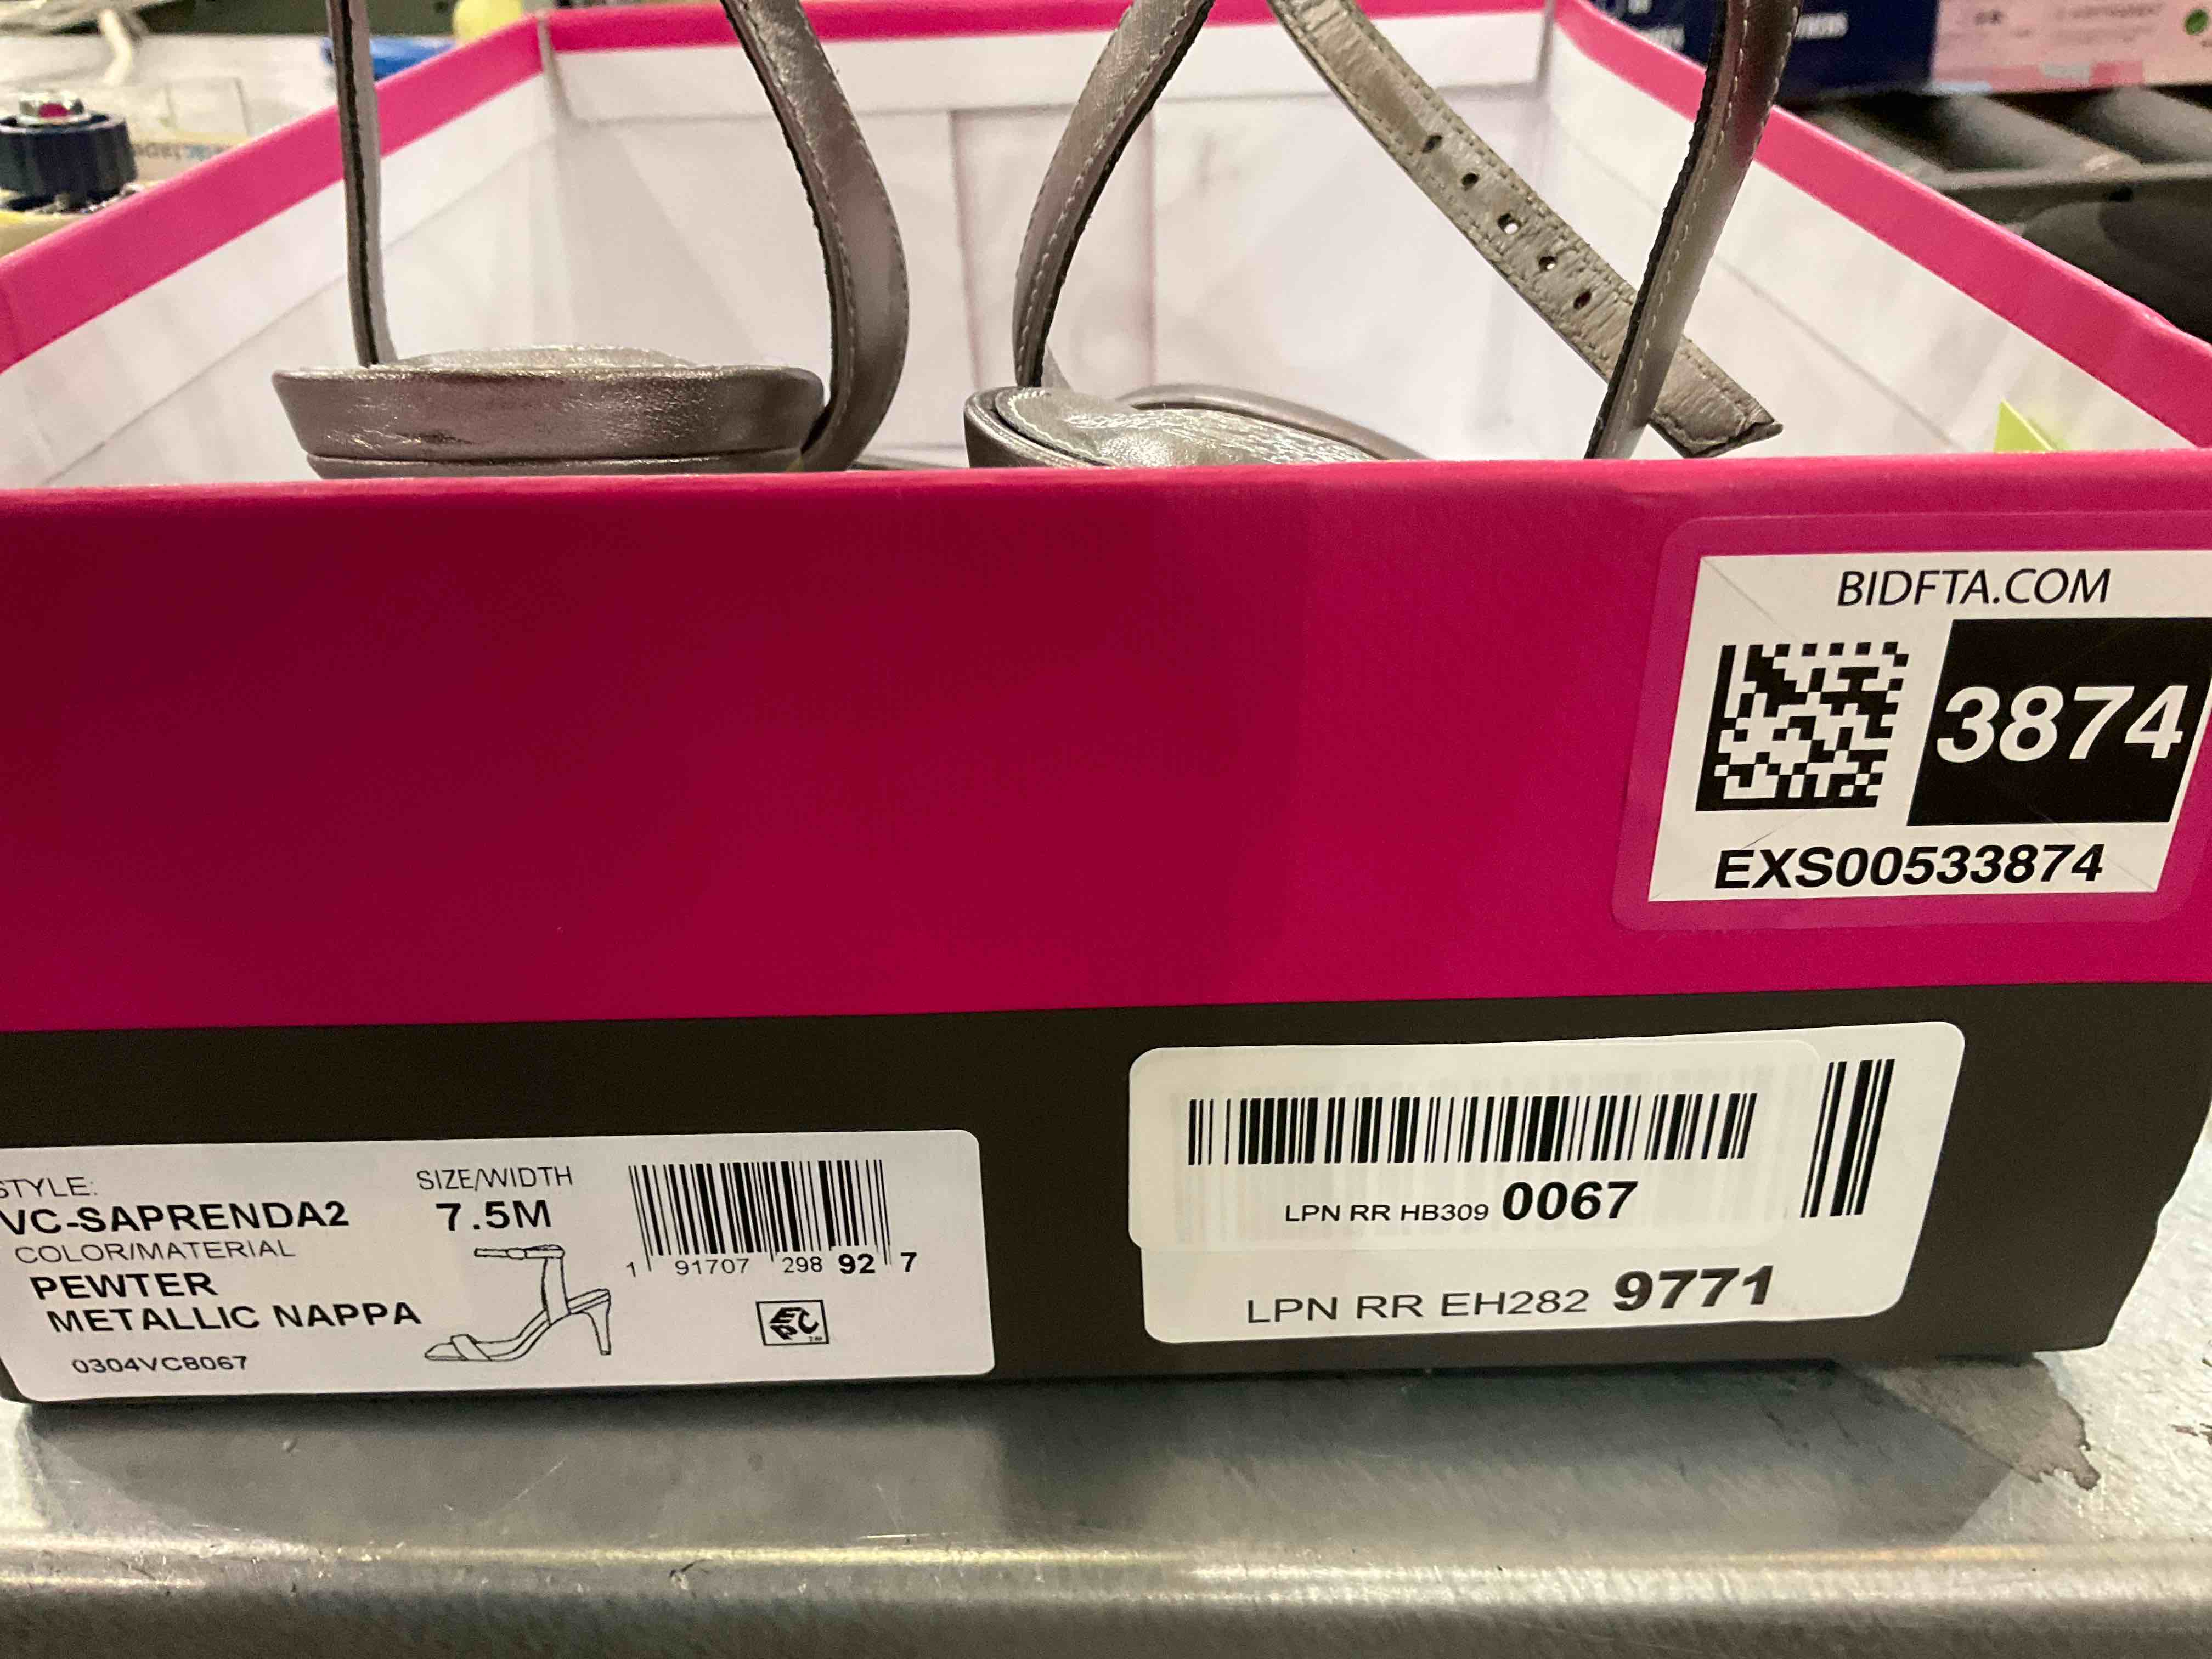 BIDFTA.COM
3874
EXS00533874
STYLE:
VC-SAPRENDA2
COLOR/MATERIAL
PEWTER
METALLIC NAPPA
0304VC8067
SIZE/WIDTH
7.5M
1 91707 298 92 7
LPN RR HB309 0067
LPN RR EH282 9771